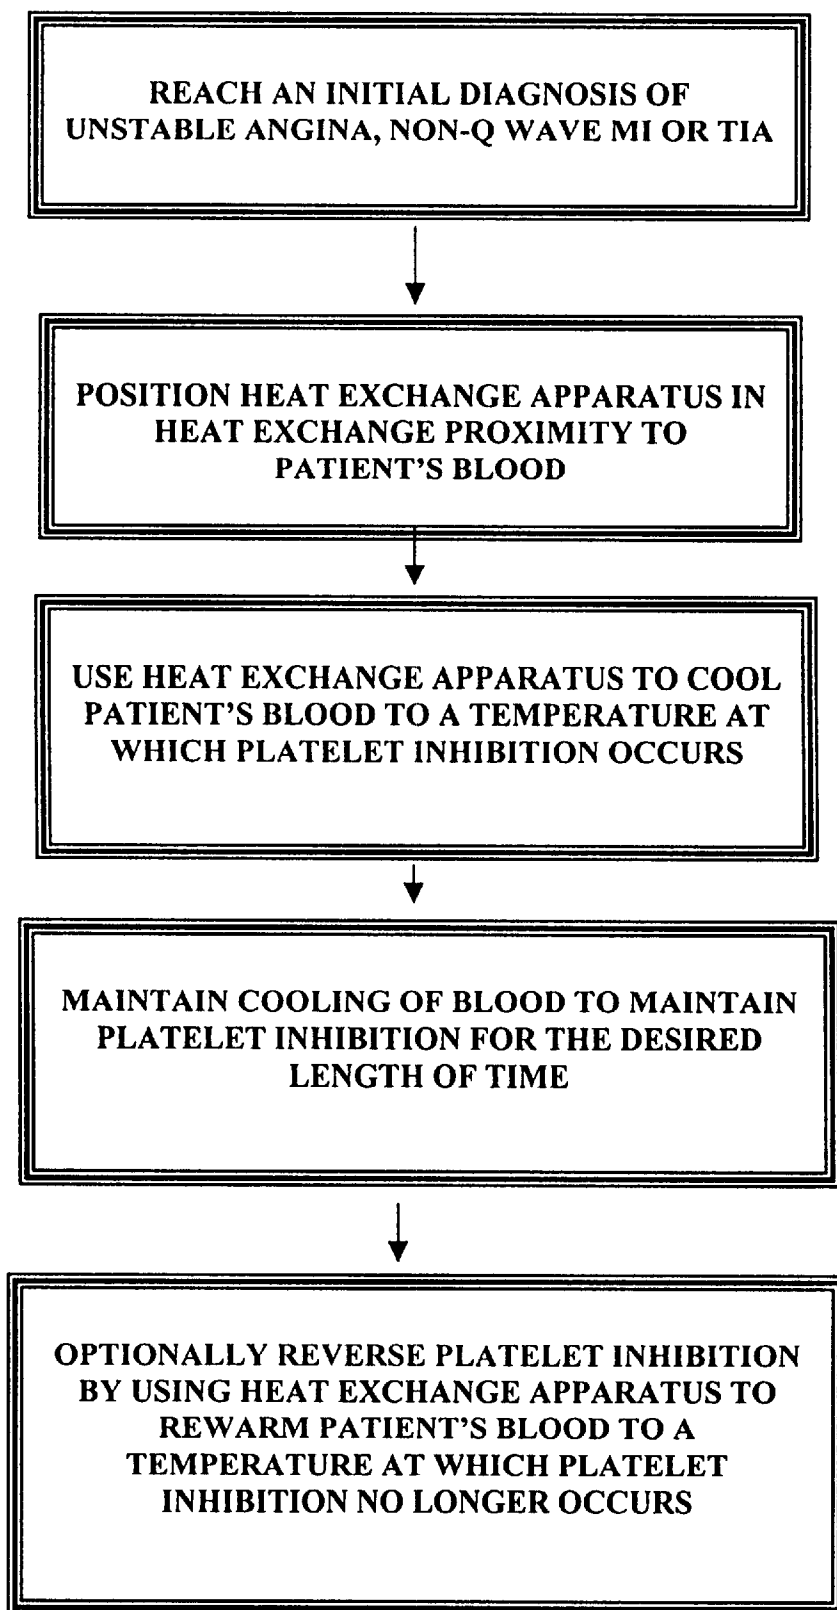 REACH AN INITIAL DIAGNOSIS OF
UNSTABLE ANGINA, NON-Q WAVE MI OR TIA
POSITION HEAT EXCHANGE APPARATUS IN
HEAT EXCHANGE PROXIMITY TO
PATIENT'S BLOOD
USE HEAT EXCHANGE APPARATUS TO COOL
PATIENT'S BLOOD TO A TEMPERATURE AT
WHICH PLATELET INHIBITION OCCURS
MAINTAIN COOLING OF BLOOD TO MAINTAIN
PLATELET INHIBITION FOR THE DESIRED
LENGTH OF TIME
OPTIONALLY REVERSE PLATELET INHIBITION
BY USING HEAT EXCHANGE APPARATUS TO
REWARM PATIENT'S BLOOD TO A
TEMPERATURE AT WHICH PLATELET
INHIBITION NO LONGER OCCURS